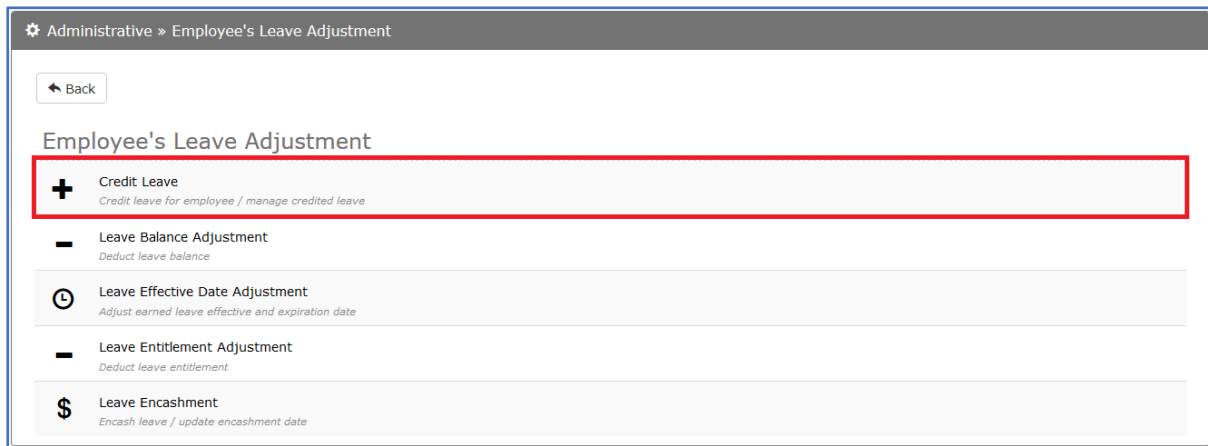 Administrative » Employee's Leave Adjustment
Back
Employee's Leave Adjustment
Credit Leave
Credit leave for employee / manage credited leave
Leave Balance Adjustment
Deduct leave balance
Leave Effective Date Adjustment
Adjust earned leave effective and expiration date
Leave Entitlement Adjustment
Deduct leave entitlement
$ Leave Encashment
Encash leave / update encashment date